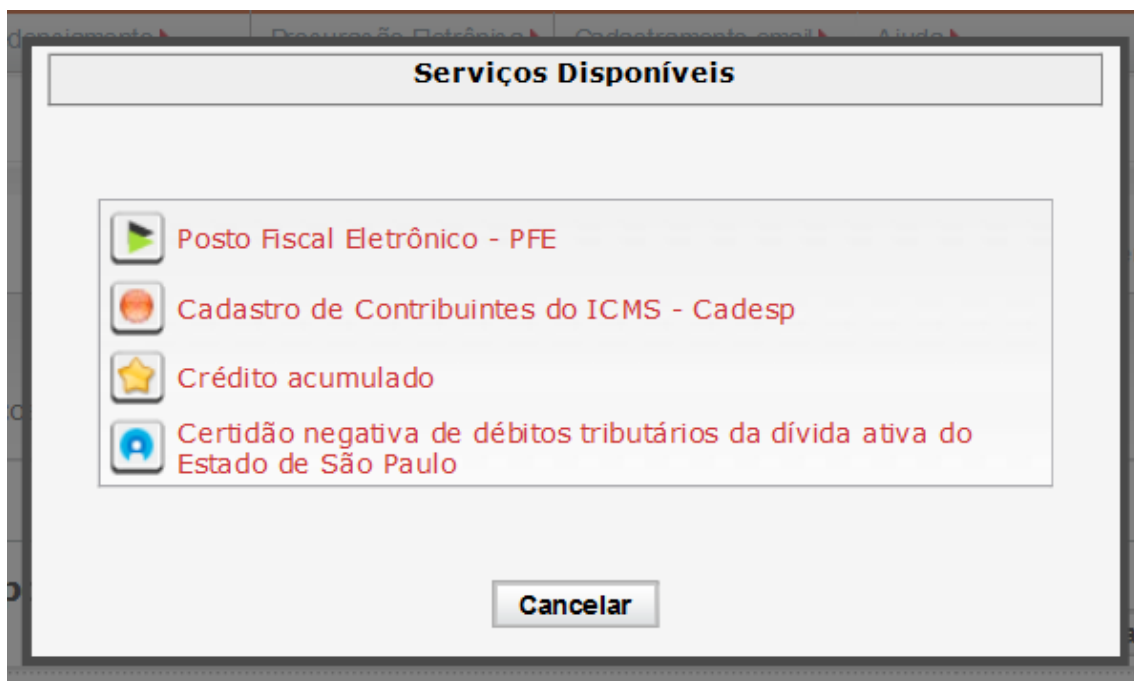 Serviços Disponíveis
Posto Fiscal Eletrônico - PFE
Cadastro de Contribuintes do ICMS - Cadesp
Crédito acumulado
Certidão negativa de débitos tributários da dívida ativa do
Estado de São Paulo
Cancelar